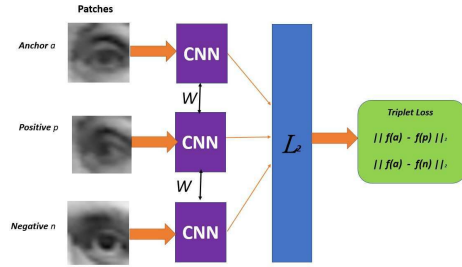 Patches
Anchor a
CNN
W
Positive p
CNN
W
Negative n
CNN
L²
Triplet Loss
|| f(a) - f(p) ||₂
|| f(a) - f(n) ||₂